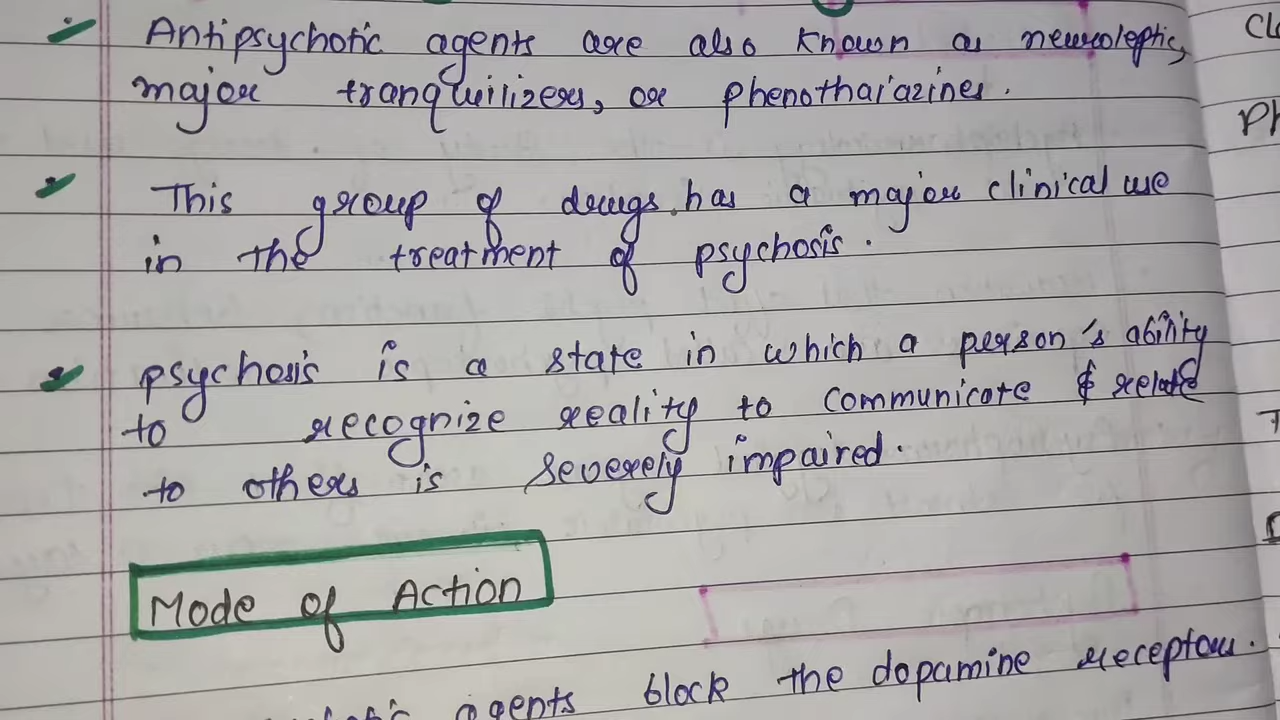 Antipsychotic agents are also known as neuroleptic,
major tranquilizers, or phenothaiazines.
This group of drugs has a major clinical use
in the treatment of psychosis.
psychosis is a state in which a person's ability
to recognize reality to communicate & relate
to others is severely impaired.
Mode of Action
agents block the dopamine receptor.